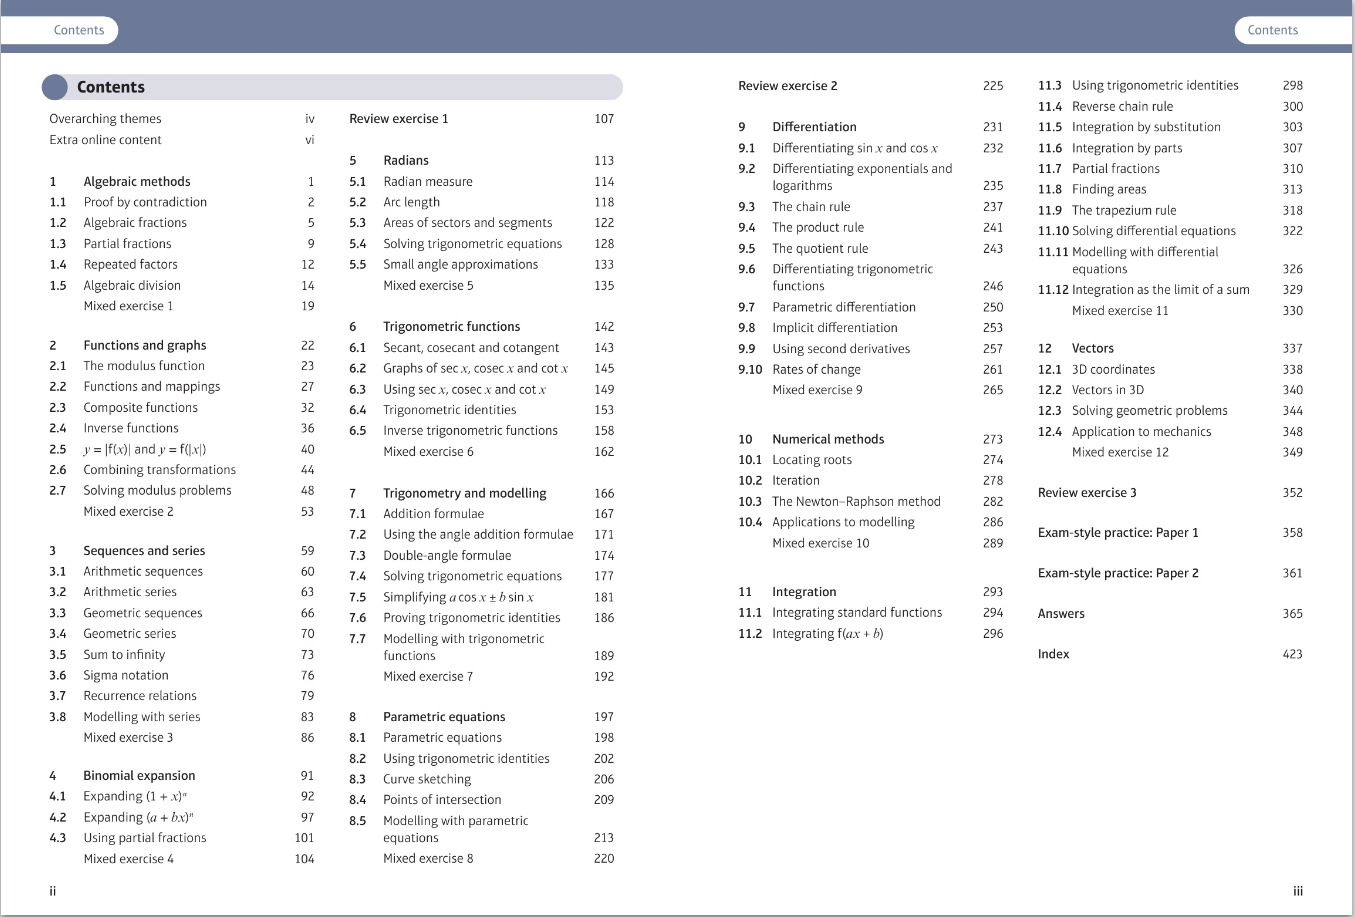 Contents
Contents
Contents
Overarching themes iv
Extra online content vi
1 Algebraic methods 1
1.1 Proof by contradiction 2
1.2 Algebraic fractions 5
1.3 Partial fractions 9
1.4 Repeated factors 12
1.5 Algebraic division 14
Mixed exercise 1 19
2 Functions and graphs 22
2.1 The modulus function 23
2.2 Functions and mappings 27
2.3 Composite functions 32
2.4 Inverse functions 36
2.5 y = |f(x)| and y = f(|x|) 40
2.6 Combining transformations 44
2.7 Solving modulus problems 48
Mixed exercise 2 53
3 Sequences and series 59
3.1 Arithmetic sequences 60
3.2 Arithmetic series 63
3.3 Geometric sequences 66
3.4 Geometric series 70
3.5 Sum to infinity 73
3.6 Sigma notation 76
3.7 Recurrence relations 79
3.8 Modelling with series 83
Mixed exercise 3 86
4 Binomial expansion 91
4.1 Expanding (1 + x)ⁿ 92
4.2 Expanding (a + bx)ⁿ 97
4.3 Using partial fractions 101
Mixed exercise 4 104
Review exercise 1 107
5 Radians 113
5.1 Radian measure 114
5.2 Arc length 118
5.3 Areas of sectors and segments 122
5.4 Solving trigonometric equations 128
5.5 Small angle approximations 133
Mixed exercise 5 135
6 Trigonometric functions 142
6.1 Secant, cosecant and cotangent 143
6.2 Graphs of sec x, cosec x and cot x 145
6.3 Using sec x, cosec x and cot x 149
6.4 Trigonometric identities 153
6.5 Inverse trigonometric functions 158
Mixed exercise 6 162
7 Trigonometry and modelling 166
7.1 Addition formulae 167
7.2 Using the angle addition formulae 171
7.3 Double-angle formulae 174
7.4 Solving trigonometric equations 177
7.5 Simplifying a cos x ± b sin x 181
7.6 Proving trigonometric identities 186
7.7 Modelling with trigonometric
functions 189
Mixed exercise 7 192
8 Parametric equations 197
8.1 Parametric equations 198
8.2 Using trigonometric identities 202
8.3 Curve sketching 206
8.4 Points of intersection 209
8.5 Modelling with parametric
equations 213
Mixed exercise 8 220
ii
Review exercise 2 225
9 Differentiation 231
9.1 Differentiating sin x and cos x 232
9.2 Differentiating exponentials and
logarithms 235
9.3 The chain rule 237
9.4 The product rule 241
9.5 The quotient rule 243
9.6 Differentiating trigonometric
functions 246
9.7 Parametric differentiation 250
9.8 Implicit differentiation 253
9.9 Using second derivatives 257
9.10 Rates of change 261
Mixed exercise 9 265
10 Numerical methods 273
10.1 Locating roots 274
10.2 Iteration 278
10.3 The Newton–Raphson method 282
10.4 Applications to modelling 286
Mixed exercise 10 289
11 Integration 293
11.1 Integrating standard functions 294
11.2 Integrating f(ax + b) 296
11.3 Using trigonometric identities 298
11.4 Reverse chain rule 300
11.5 Integration by substitution 303
11.6 Integration by parts 307
11.7 Partial fractions 310
11.8 Finding areas 313
11.9 The trapezium rule 318
11.10 Solving differential equations 322
11.11 Modelling with differential
equations 326
11.12 Integration as the limit of a sum 329
Mixed exercise 11 330
12 Vectors 337
12.1 3D coordinates 338
12.2 Vectors in 3D 340
12.3 Solving geometric problems 344
12.4 Application to mechanics 348
Mixed exercise 12 349
Review exercise 3 352
Exam-style practice: Paper 1 358
Exam-style practice: Paper 2 361
Answers 365
Index 423
iii